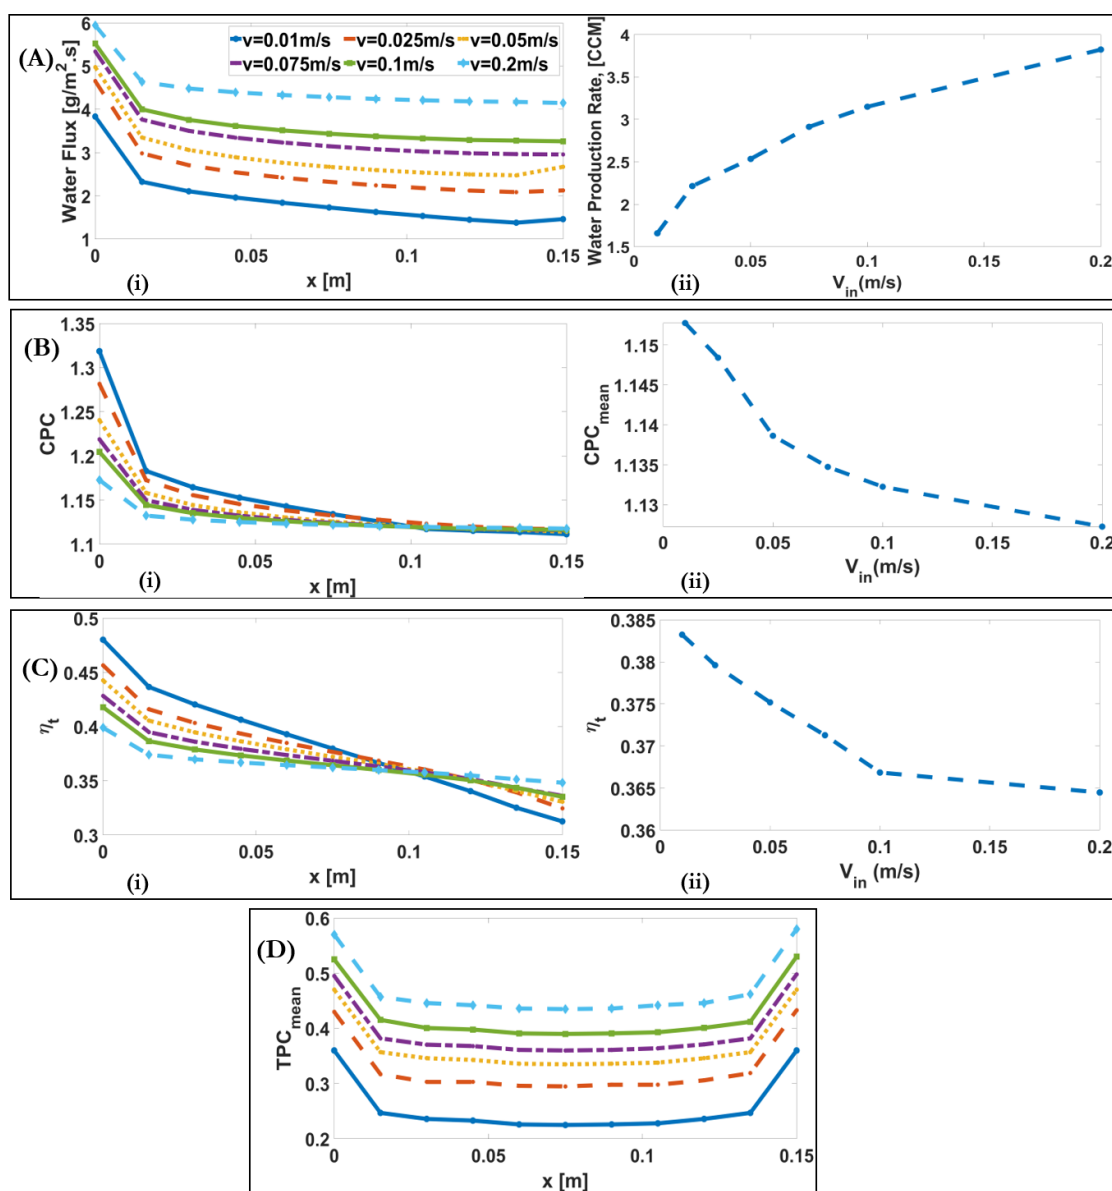 (A)
Water Flux [g/m².s]
6
5
4
3
2
1
v=0.01m/s v=0.025m/s v=0.05m/s
v=0.075m/s v=0.1m/s v=0.2m/s
0 0.05 0.1 0.15
x [m]
(i)
Water Production Rate, [CCM]
4
3.5
3
2.5
2
1.5
0 0.05 0.1 0.15 0.2
V_in(m/s)
(ii)
(B)
CPC
1.35
1.3
1.25
1.2
1.15
1.1
0 0.05 0.1 0.15
x [m]
(i)
CPC_mean
1.15
1.145
1.14
1.135
1.13
0 0.05 0.1 0.15 0.2
V_in(m/s)
(ii)
(C)
η_t
0.5
0.45
0.4
0.35
0.3
0 0.05 0.1 0.15
x [m]
(i)
η_t
0.385
0.38
0.375
0.37
0.365
0.36
0 0.05 0.1 0.15 0.2
V_in (m/s)
(ii)
(D)
TPC_mean
0.6
0.5
0.4
0.3
0.2
0 0.05 0.1 0.15
x [m]